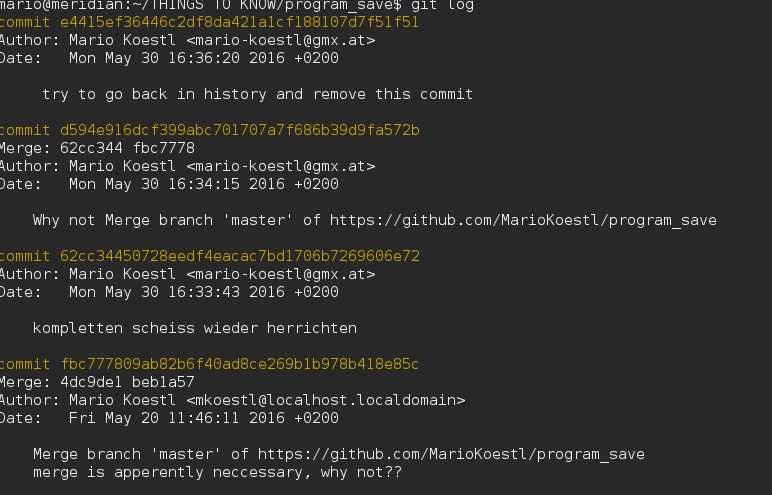 mario@meridian:~/THINGS TO KNOW/program_save$ git log
commit e4415ef36446c2df8da421a1cf188107d7f51f51
Author: Mario Koestl <mario-koestl@gmx.at>
Date:   Mon May 30 16:36:20 2016 +0200
try to go back in history and remove this commit
commit d594e916dcf399abc701707a7f686b39d9fa572b
Merge: 62cc344 fbc7778
Author: Mario Koestl <mario-koestl@gmx.at>
Date:   Mon May 30 16:34:15 2016 +0200
Why not Merge branch 'master' of https://github.com/MarioKoestl/program_save
commit 62cc34450728eedf4eacac7bd1706b7269606e72
Author: Mario Koestl <mario-koestl@gmx.at>
Date:   Mon May 30 16:33:43 2016 +0200
kompletten scheiss wieder herrichten
commit fbc777809ab82b6f40ad8ce269b1b978b418e85c
Merge: 4dc9de1 beb1a57
Author: Mario Koestl <mkoestl@localhost.localdomain>
Date:   Fri May 20 11:46:11 2016 +0200
Merge branch 'master' of https://github.com/MarioKoestl/program_save
merge is apperently neccessary, why not??